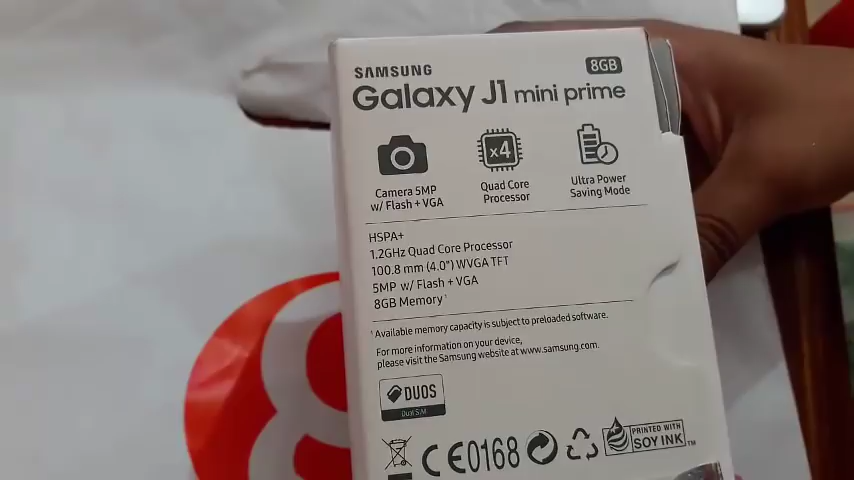 SAMSUNG
8GB
Galaxy J1 mini prime
x4
Camera 5MP
w/ Flash + VGA
Quad Core
Processor
Ultra Power
Saving Mode
HSPA+
1.2GHz Quad Core Processor
100.8 mm (4.0") WVGA TFT
5MP w/ Flash + VGA
8GB Memory¹
¹ Available memory capacity is subject to preloaded software.
For more information on your device,
please visit the Samsung website at www.samsung.com.
DUOS
Dual SIM
CE0168
PRINTED WITH
SOY INK™